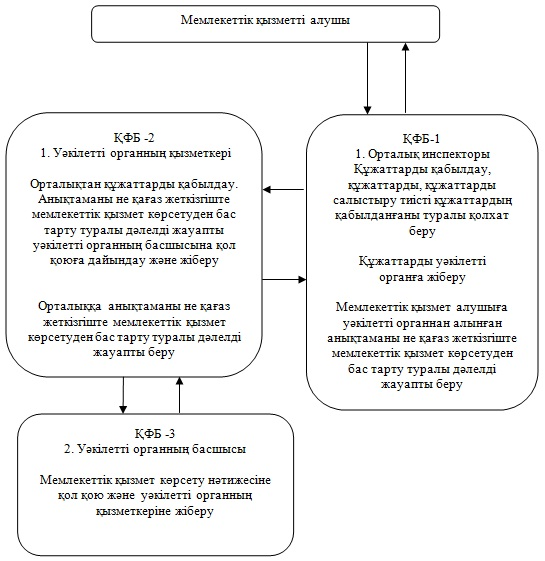 Мемлекеттік қызметті алушы
ҚФБ -2
1. Уәкілетті органның қызметкері
Орталықтан құжаттарды қабылдау.
Анықтаманы не қағаз жеткізгіште
мемлекеттік қызмет көрсетуден бас
тарту туралы дәлелді жауапты
уәкілетті органның басшысына қол
қоюға дайындау және жіберу
Орталыққа анықтаманы не қағаз
жеткізгіште мемлекеттік қызмет
көрсетуден бас тарту туралы дәлелді
жауапты беру
ҚФБ-1
1. Орталық инспекторы
Құжаттарды қабылдау,
құжаттарды, құжаттарды
салыстыру тиісті құжаттардың
қабылданғаны туралы қолхат
беру
Құжаттарды уәкілетті
органға жіберу
Мемлекеттік қызмет алушыға
уәкілетті органнан алынған
анықтаманы не қағаз жеткізгіште
мемлекеттік қызмет көрсетуден
бас тарту туралы дәлелді
жауапты беру
ҚФБ -3
2. Уәкілетті органның басшысы
Мемлекеттік қызмет көрсету нәтижесіне
қол қою және уәкілетті органның
қызметкеріне жіберу